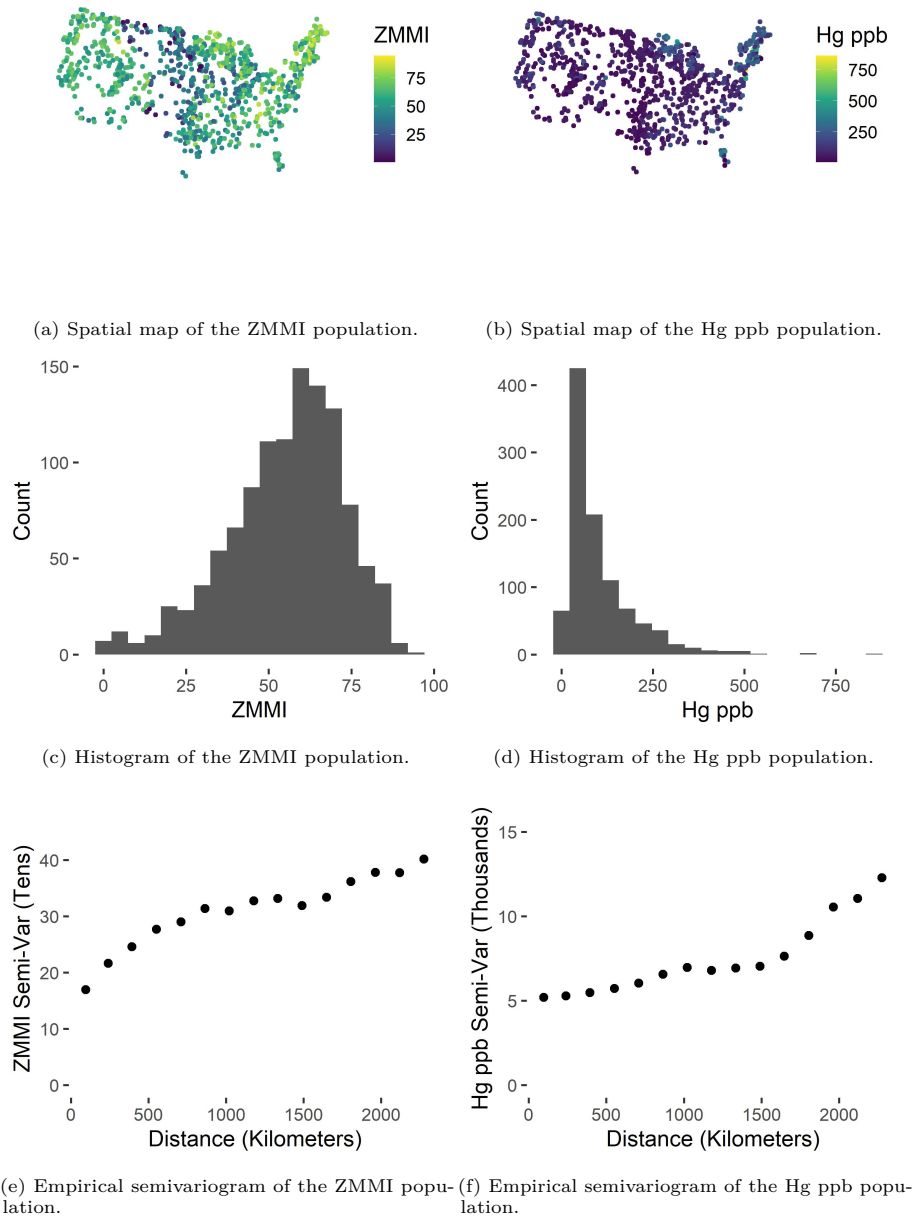 ZMMI
75
50
25
Hg ppb
750
500
250
(a) Spatial map of the ZMMI population.
(b) Spatial map of the Hg ppb population.
150
100
50
0
Count
0 25 50 75 100
ZMMI
400
300
200
100
0
Count
0 250 500 750
Hg ppb
(c) Histogram of the ZMMI population.
(d) Histogram of the Hg ppb population.
40
30
20
10
0
ZMMI Semi-Var (Tens)
0 500 1000 1500 2000
Distance (Kilometers)
15
10
5
0
Hg ppb Semi-Var (Thousands)
0 500 1000 1500 2000
Distance (Kilometers)
(e) Empirical semivariogram of the ZMMI popu-
lation.
(f) Empirical semivariogram of the Hg ppb popu-
lation.